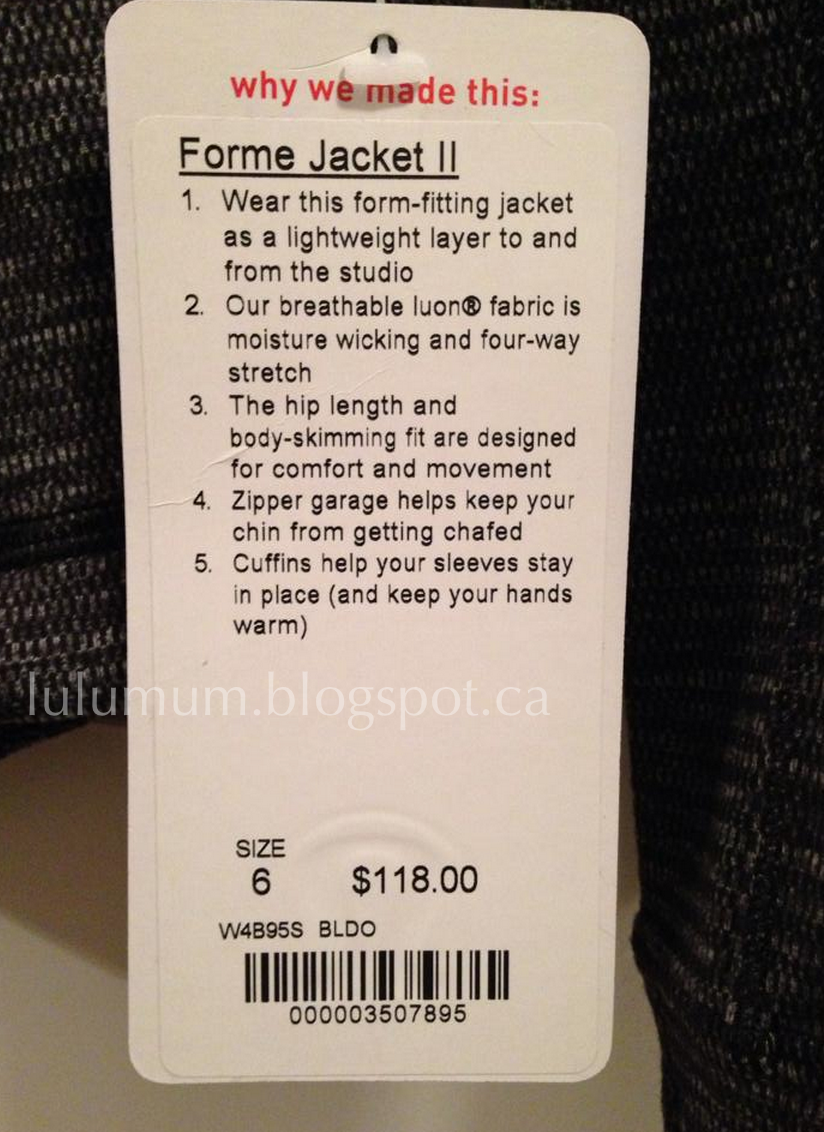 why we made this:
Forme Jacket II
1. Wear this form-fitting jacket
as a lightweight layer to and
from the studio
2. Our breathable luon® fabric is
moisture wicking and four-way
stretch
3. The hip length and
body-skimming fit are designed
for comfort and movement
4. Zipper garage helps keep your
chin from getting chafed
5. Cuffins help your sleeves stay
in place (and keep your hands
warm)
lulumum.blogspot.ca
SIZE
6 $118.00
W4B95S BLDO
000003507895